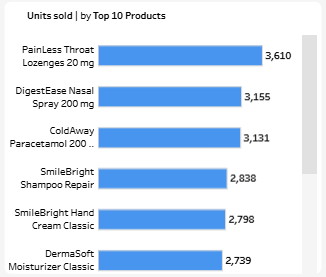 Units sold | by Top 10 Products
PainLess Throat
Lozenges 20 mg
3,610
DigestEase Nasal
Spray 200 mg
3,155
ColdAway
Paracetamol 200 ..
3,131
SmileBright
Shampoo Repair
2,838
SmileBright Hand
Cream Classic
2,798
DermaSoft
Moisturizer Classic
2,739